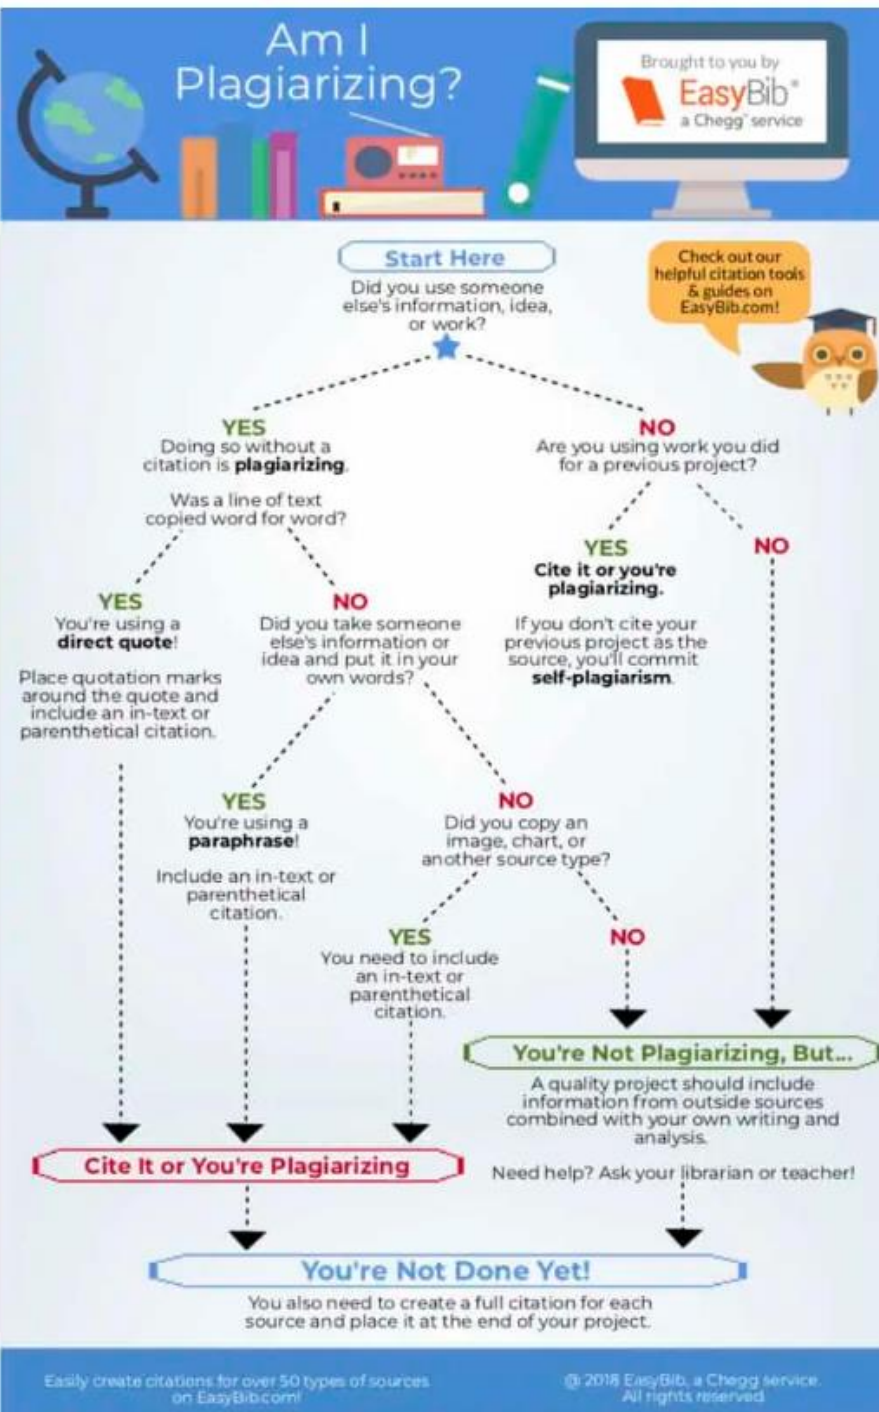 Am I
Plagiarizing?
Brought to you by
EasyBib®
a Chegg® service
Start Here
Did you use someone
else's information, idea,
or work?
Check out our
helpful citation tools
& guides on
EasyBib.com!
YES
Doing so without a
citation is plagiarizing.
Was a line of text
copied word for word?
NO
Are you using work you did
for a previous project?
YES
Cite it or you're
plagiarizing.
If you don't cite your
previous project as the
source, you'll commit
self-plagiarism.
NO
YES
You're using a
direct quote!
Place quotation marks
around the quote and
include an in-text or
parenthetical citation.
NO
Did you take someone
else's information or
idea and put it in your
own words?
YES
You're using a
paraphrase!
Include an in-text or
parenthetical
citation.
NO
Did you copy an
image, chart, or
another source type?
YES
You need to include
an in-text or
parenthetical
citation.
NO
You're Not Plagiarizing, But...
A quality project should include
information from outside sources
combined with your own writing and
analysis.
Need help? Ask your librarian or teacher!
Cite It or You're Plagiarizing
You're Not Done Yet!
You also need to create a full citation for each
source and place it at the end of your project.
Easily create citations for over 50 types of sources
on EasyBib.com!
@ 2018 EasyBib, a Chegg service.
All rights reserved.